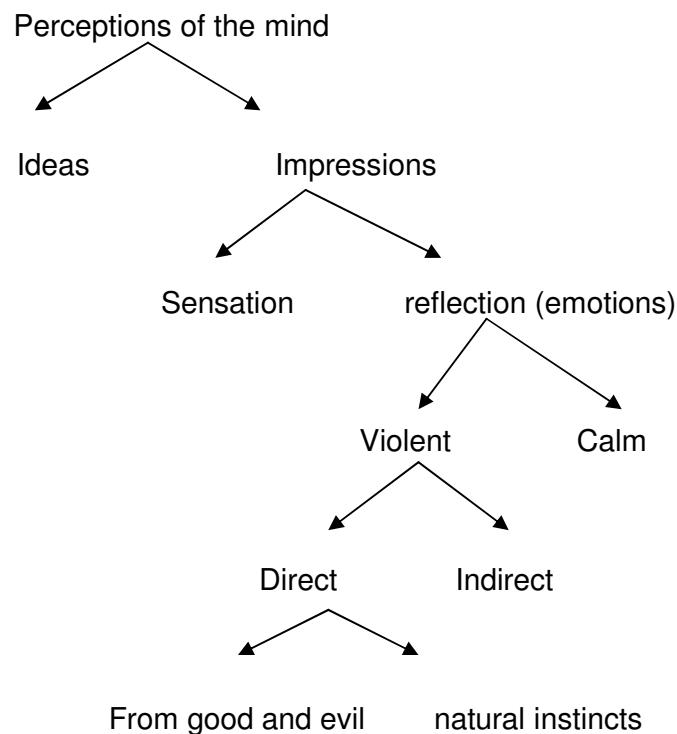 Perceptions of the mind
Ideas Impressions
Sensation reflection (emotions)
Violent Calm
Direct Indirect
From good and evil natural instincts